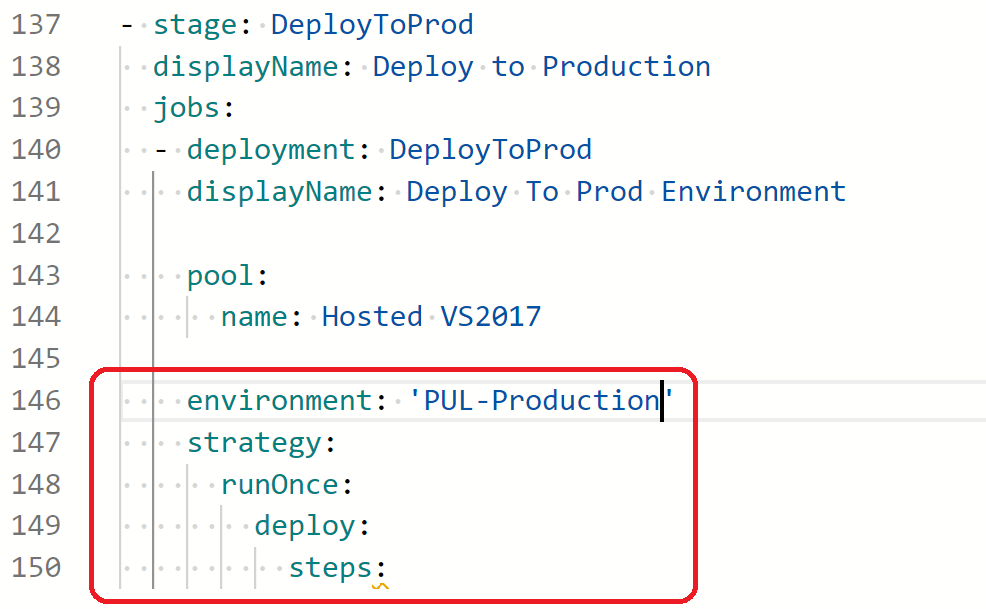 137 - stage: DeployToProd
138 displayName: Deploy to Production
139 jobs:
140 - deployment: DeployToProd
141 displayName: Deploy To Prod Environment
142
143 pool:
144 name: Hosted VS2017
145
146 environment: 'PUL-Production'
147 strategy:
148 runOnce:
149 deploy:
150 steps: